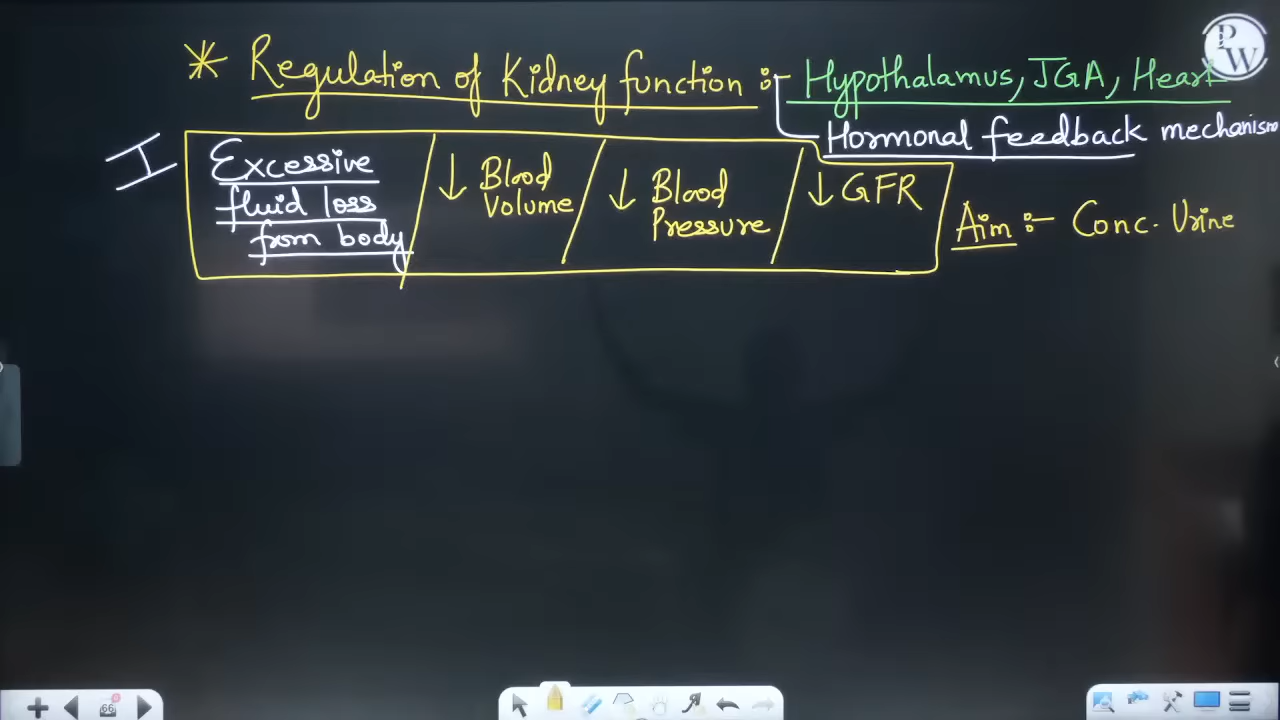 * Regulation of Kidney function :- Hypothalamus, JGA, Heart
Hormonal feedback mechanism
I
Excessive
fluid loss
from body
↓ Blood
Volume
↓ Blood
Pressure
↓ GFR
Aim :- Conc. Urine
PW
66